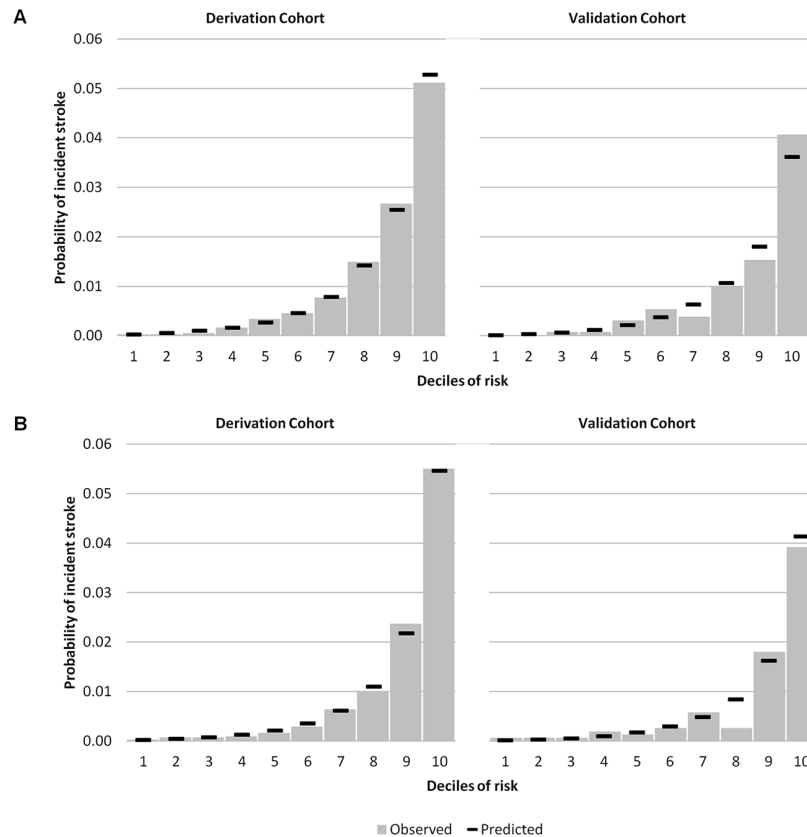 A
Derivation Cohort Validation Cohort
0.06
0.05
0.04
0.03
0.02
0.01
0.00
Probability of incident stroke
1 2 3 4 5 6 7 8 9 10 1 2 3 4 5 6 7 8 9 10
Deciles of risk
B
Derivation Cohort Validation Cohort
0.06
0.05
0.04
0.03
0.02
0.01
0.00
Probability of incident stroke
1 2 3 4 5 6 7 8 9 10 1 2 3 4 5 6 7 8 9 10
Deciles of risk
Observed Predicted